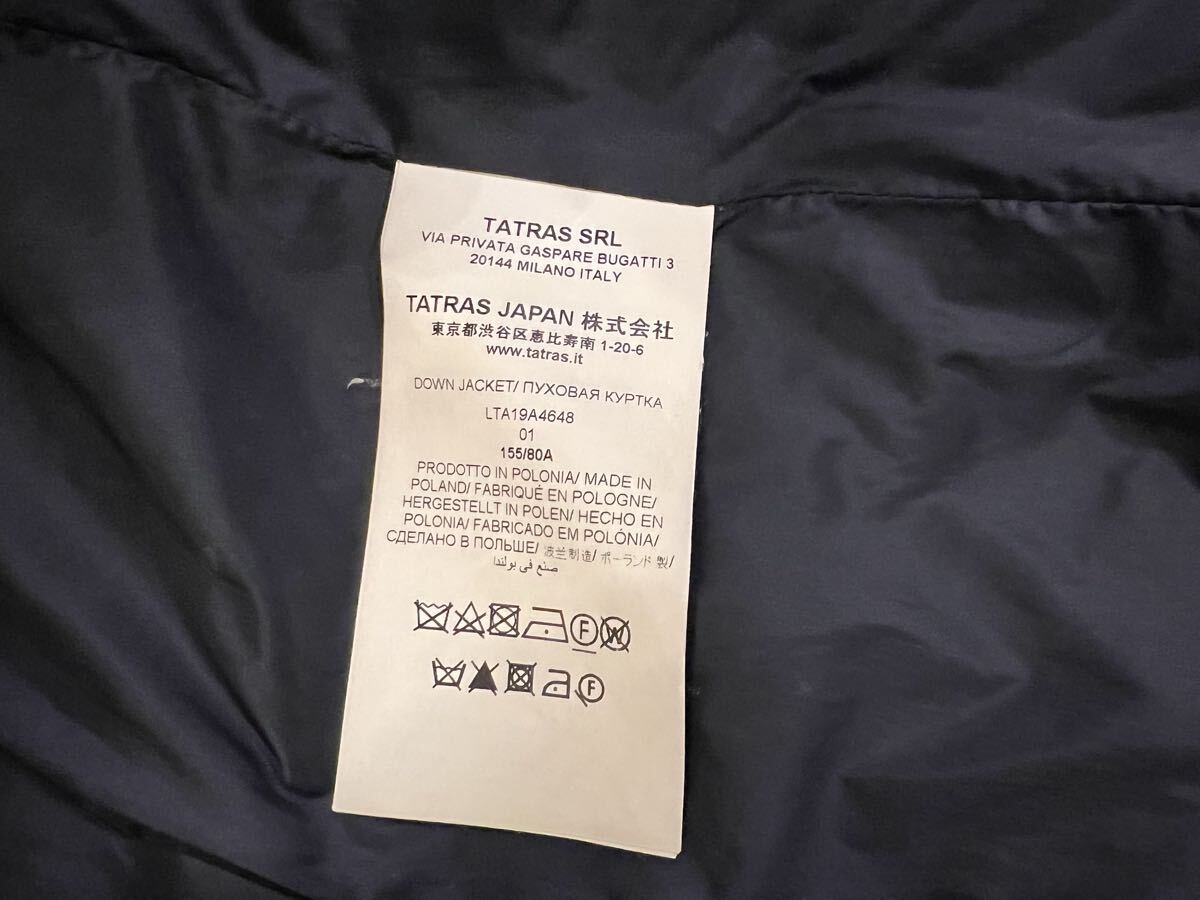 TATRAS SRL
VIA PRIVATA GASPARE BUGATTI 3
20144 MILANO ITALY
TATRAS JAPAN 株式会社
東京都渋谷区恵比寿南 1-20-6
www.tatras.it
DOWN JACKET/ ПУХОВАЯ КУРТКА
LTA19A4648
01
155/80A
PRODOTTO IN POLONIA/ MADE IN
POLAND/ FABRIQUÉ EN POLOGNE/
HERGESTELLT IN POLEN/ HECHO EN
POLONIA/ FABRICADO EM POLÓNIA/
СДЕЛАНО В ПОЛЬШЕ/ 波兰制造/ ポーランド 製/
صنع في بولندا
F W
F